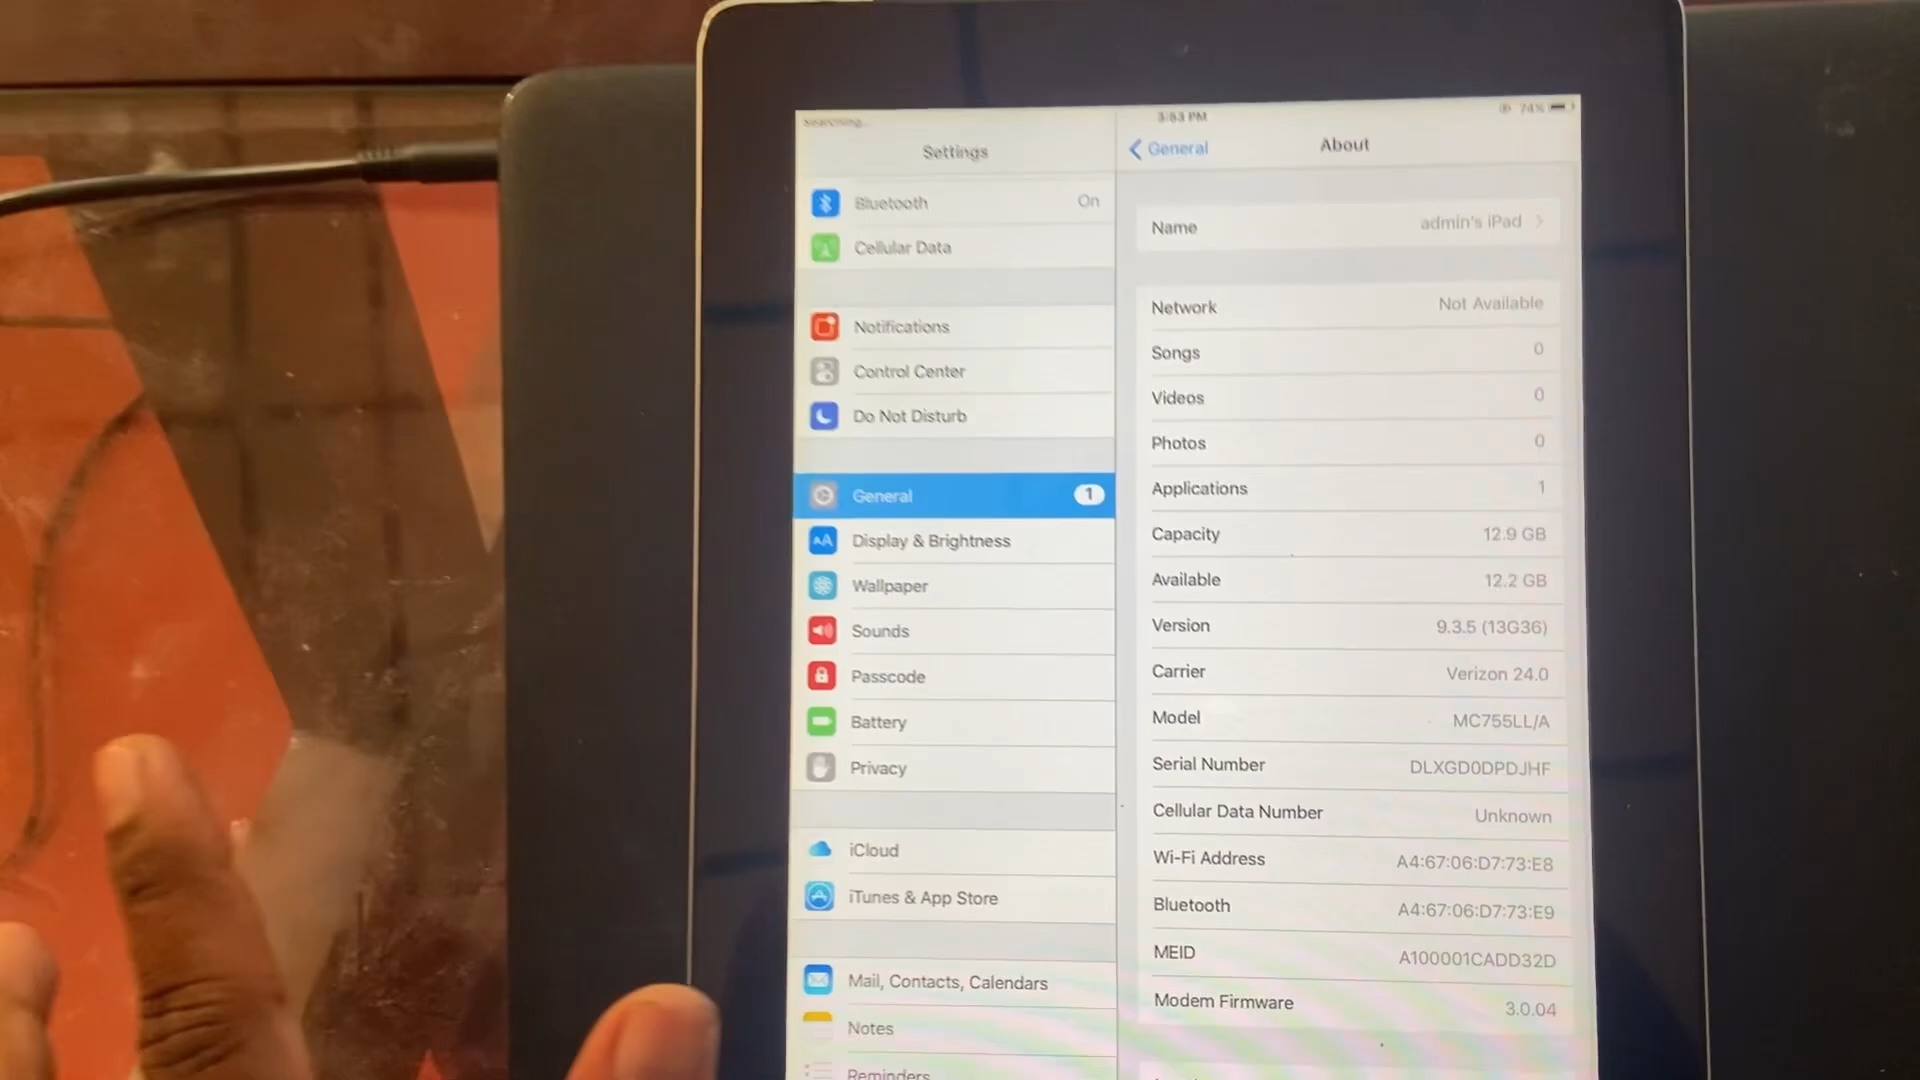 Searching...
3:53 PM
74%
Settings
Bluetooth On
Cellular Data
Notifications
Control Center
Do Not Disturb
General 1
Display & Brightness
AA
Wallpaper
Sounds
Passcode
Battery
Privacy
iCloud
iTunes & App Store
Mail, Contacts, Calendars
Notes
Reminders
General
About
Name admin's iPad
Network Not Available
Songs 0
Videos 0
Photos 0
Applications 1
Capacity 12.9 GB
Available 12.2 GB
Version 9.3.5 (13G36)
Carrier Verizon 24.0
Model MC755LL/A
Serial Number DLXGD0DPDJHF
Cellular Data Number Unknown
Wi-Fi Address A4:67:06:D7:73:E8
Bluetooth A4:67:06:D7:73:E9
MEID A100001CADD32D
Modem Firmware 3.0.04